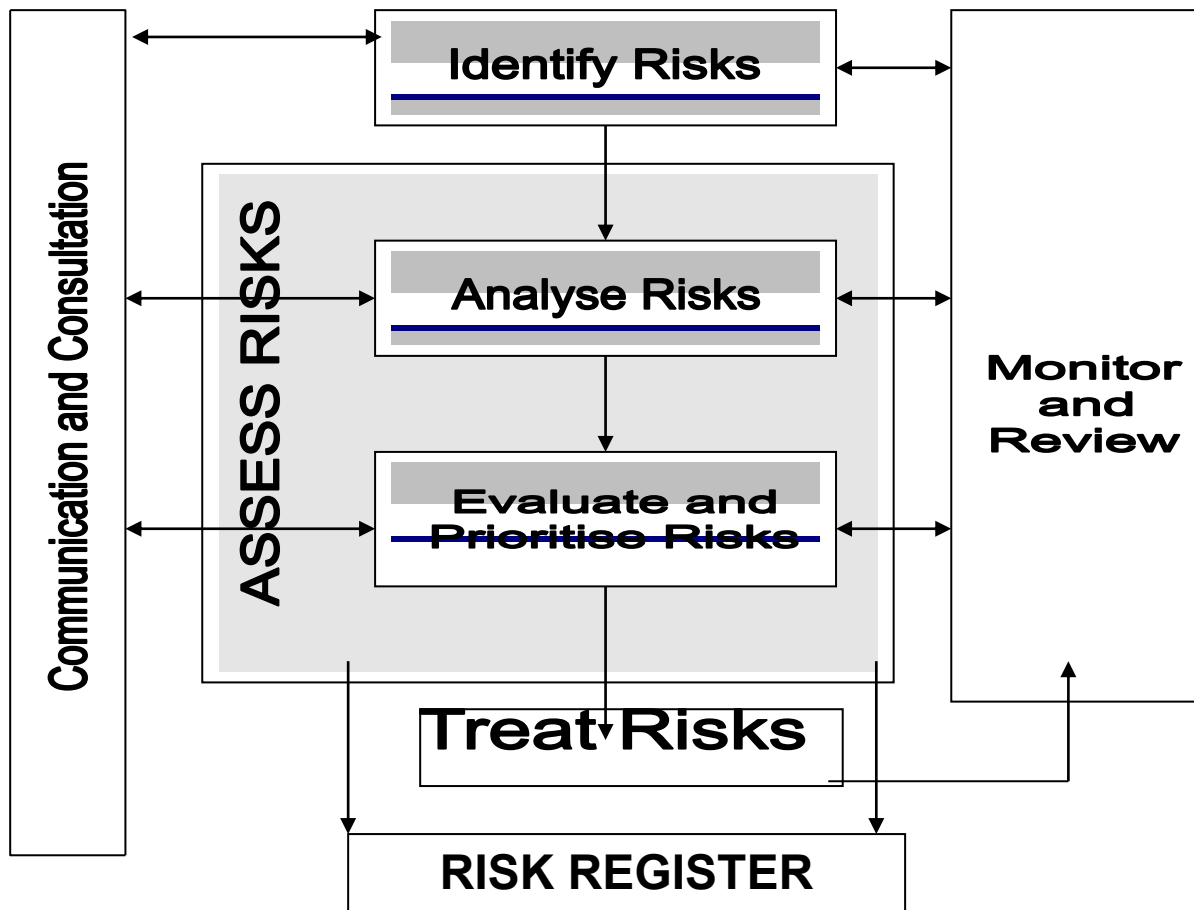 Identify Risks
Communication and Consultation
ASSESS RISKS
Analyse Risks
Monitor
and
Review
Evaluate and
Prioritise Risks
Treat Risks
RISK REGISTER